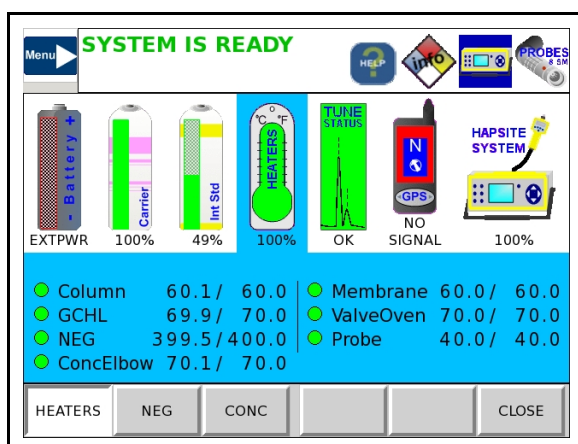 Menu
SYSTEM IS READY
HELP
info
PROBES
& SM
- Battery +
Carrier
Int Std
°C °F
HEATERS
TUNE
STATUS
N
GPS
HAPSITE
SYSTEM
EXTPWR
100%
49%
100%
OK
NO
SIGNAL
100%
Column 60.1/ 60.0
GCHL 69.9/ 70.0
NEG 399.5/400.0
ConcElbow 70.1/ 70.0
Membrane 60.0/ 60.0
ValveOven 70.0/ 70.0
Probe 40.0/ 40.0
HEATERS
NEG
CONC
CLOSE